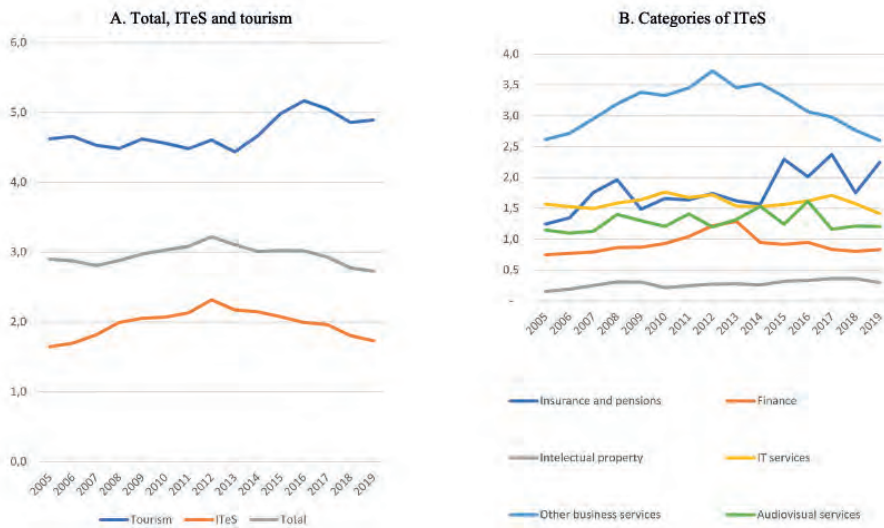 A. Total, ITeS and tourism
6,0
5,0
4,0
3,0
2,0
1,0
0,0
2005 2006 2007 2008 2009 2010 2011 2012 2013 2014 2015 2016 2017 2018 2019
Tourism ITeS Total
B. Categories of ITeS
4,0
3,5
3,0
2,5
2,0
1,5
1,0
0,5
-
2005 2006 2007 2008 2009 2010 2011 2012 2013 2014 2015 2016 2017 2018 2019
Insurance and pensions Finance
Intelectual property IT services
Other business services Audiovisual services